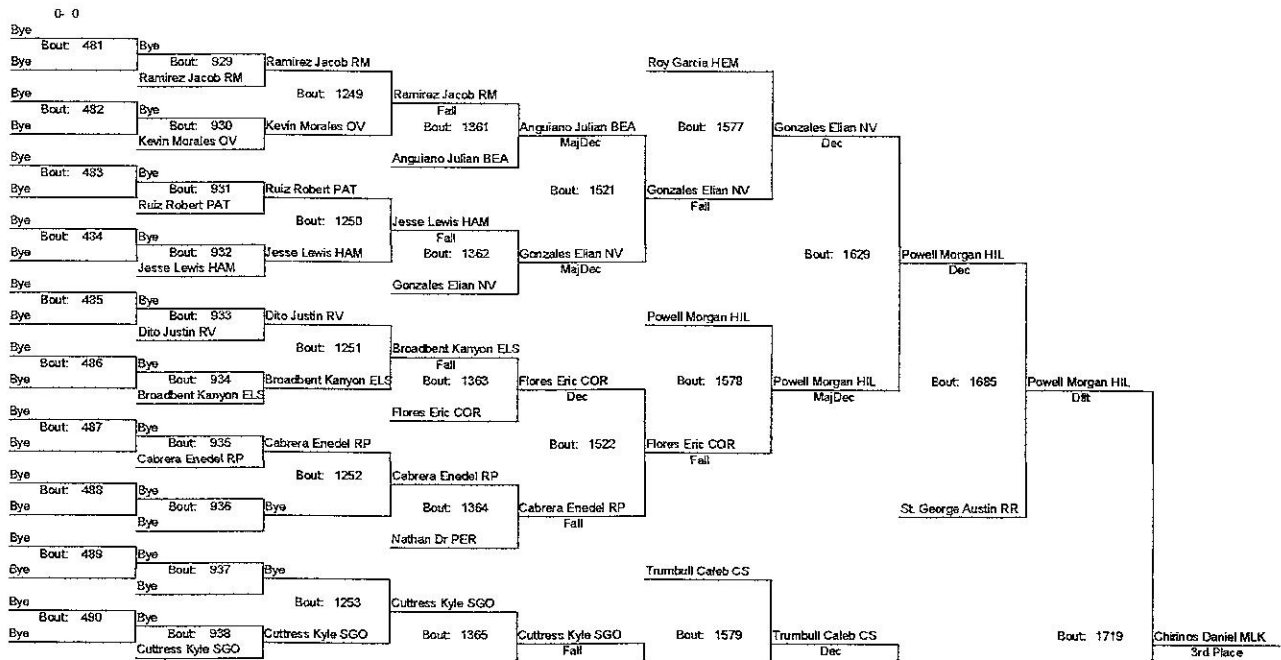 0- 0
Bye
Bout: 481
Bye
Bye
Bout: 929
Ramirez Jacob RM
Ramirez Jacob RM
Bye
Bout: 482
Bye
Bye
Bout: 930
Kevin Morales OV
Kevin Morales OV
Bout: 1249
Ramirez Jacob RM
Fall
Bout: 1361
Anguiano Julian BEA
Anguiano Julian BEA
MajDec
Bye
Bout: 483
Bye
Bye
Bout: 931
Ruiz Robert PAT
Ruiz Robert PAT
Bye
Bout: 434
Bye
Bye
Bout: 932
Jesse Lewis HAM
Jesse Lewis HAM
Bout: 1250
Jesse Lewis HAM
Fall
Bout: 1362
Gonzales Elian NV
Gonzales Elian NV
MajDec
Bout: 1521
Gonzales Elian NV
Fall
Roy Garcia HEM
Bout: 1577
Gonzales Elian NV
Dec
Bye
Bout: 435
Bye
Bye
Bout: 933
Dito Justin RV
Dito Justin RV
Bye
Bout: 486
Bye
Bye
Bout: 934
Broadbent Kanyon ELS
Broadbent Kanyon ELS
Bout: 1251
Broadbent Kanyon ELS
Fall
Bout: 1363
Flores Eric COR
Flores Eric COR
Dec
Bye
Bout: 487
Bye
Bye
Bout: 935
Cabrera Enedel RP
Cabrera Enedel RP
Bye
Bout: 483
Bye
Bye
Bout: 936
Bye
Bye
Bout: 1252
Cabrera Enedel RP
Bout: 1364
Nathan Dr PER
Cabrera Enedel RP
Fall
Bout: 1522
Flores Eric COR
Fall
Powell Morgan HIL
Bout: 1578
Powell Morgan HIL
MajDec
Bout: 1629
Powell Morgan HIL
Dec
Bout: 1685
St. George Austin RR
Powell Morgan HIL
Dflt
Bye
Bout: 489
Bye
Bye
Bout: 937
Bye
Bye
Bye
Bout: 490
Bye
Bout: 938
Cuttress Kyle SGO
Cuttress Kyle SGO
Bout: 1253
Cuttress Kyle SGO
Bout: 1365
Cuttress Kyle SGO
Fall
Trumbull Caleb CS
Bout: 1579
Trumbull Caleb CS
Dec
Bout: 1719
Chirinos Daniel MLK
3rd Place